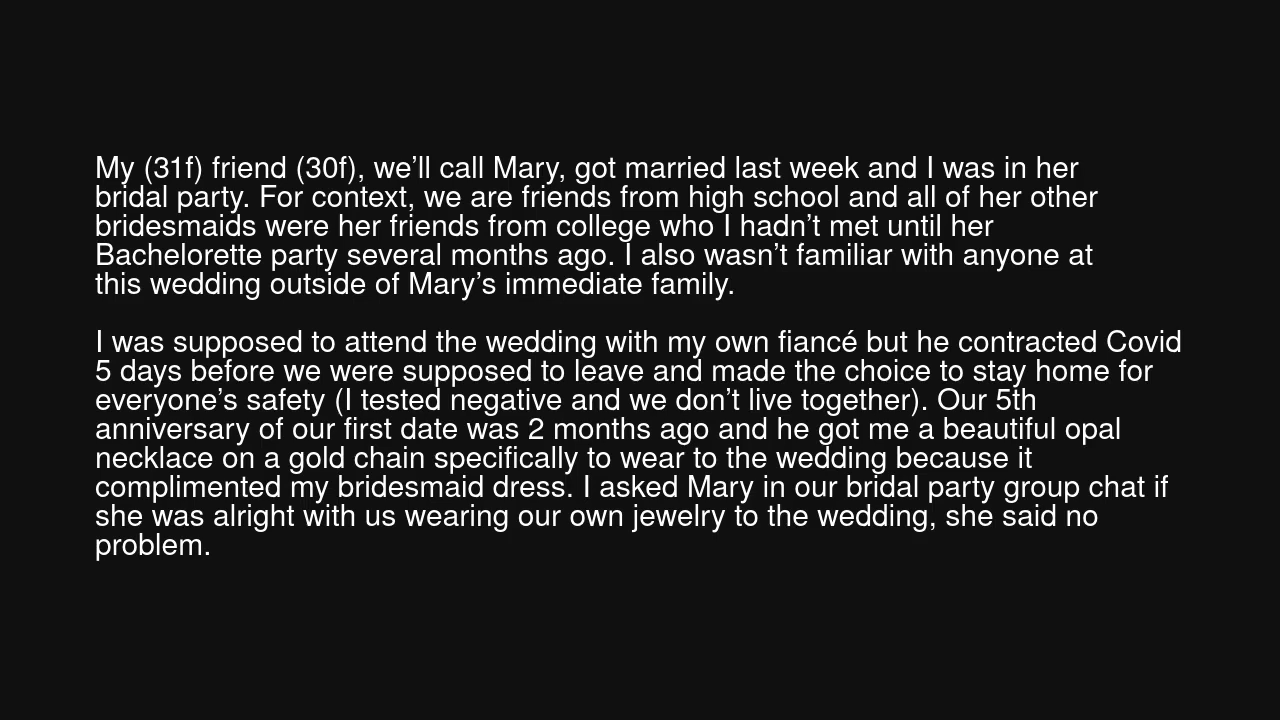 My (31f) friend (30f), we’ll call Mary, got married last week and I was in her
bridal party. For context, we are friends from high school and all of her other
bridesmaids were her friends from college who I hadn’t met until her
Bachelorette party several months ago. I also wasn’t familiar with anyone at
this wedding outside of Mary’s immediate family.
I was supposed to attend the wedding with my own fiancé but he contracted Covid
5 days before we were supposed to leave and made the choice to stay home for
everyone’s safety (I tested negative and we don’t live together). Our 5th
anniversary of our first date was 2 months ago and he got me a beautiful opal
necklace on a gold chain specifically to wear to the wedding because it
complimented my bridesmaid dress. I asked Mary in our bridal party group chat if
she was alright with us wearing our own jewelry to the wedding, she said no
problem.